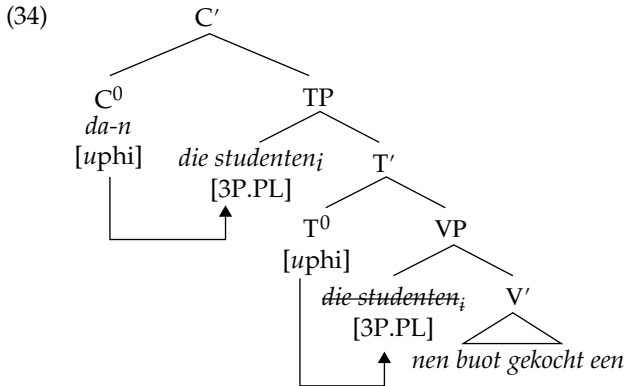 (34)
C′
C⁰ TP
da-n
[uphi] die studentenᵢ T′
[3P.PL]
T⁰ VP
[uphi]
die studentenᵢ V′
[3P.PL]
nen buot gekocht een